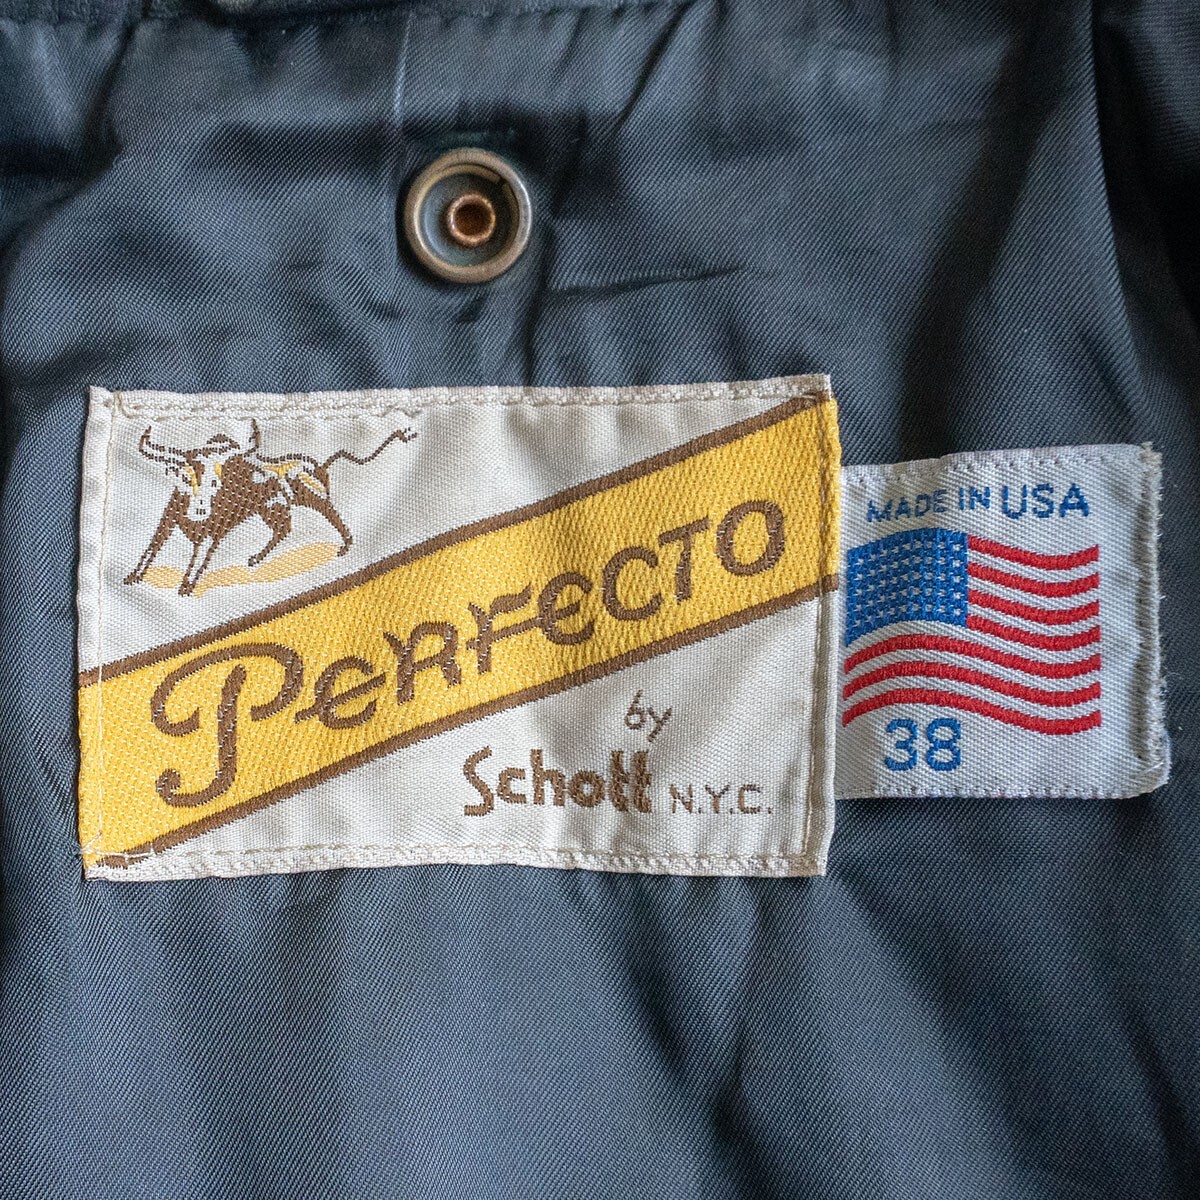 PERFECTO
by
Schott N.Y.C.
MADE IN USA
38